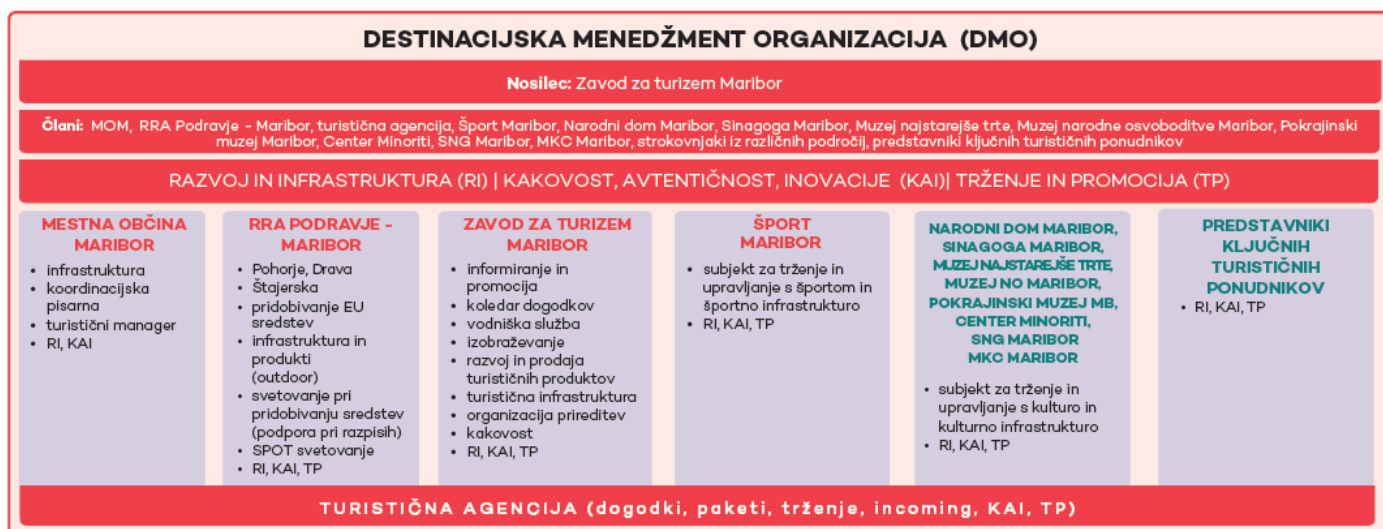 DESTINACIJSKA MENEDŽMENT ORGANIZACIJA (DMO)
Nosilec: Zavod za turizem Maribor
Člani: MOM, RRA Podravje - Maribor, turistična agencija, Šport Maribor, Narodni dom Maribor, Sinagoga Maribor, Muzej najstarejše trte, Muzej narodne osvoboditve Maribor, Pokrajinski
muzej Maribor, Center Minoriti, SNG Maribor, MKC Maribor, strokovnjaki iz različnih področij, predstavniki ključnih turističnih ponudnikov
RAZVOJ IN INFRASTRUKTURA (RI) | KAKOVOST, AVTENTIČNOST, INOVACIJE (KAI)| TRŽENJE IN PROMOCIJA (TP)
MESTNA OBČINA
MARIBOR
• infrastruktura
• koordinacijska
pisarna
• turistični manager
• RI, KAI
RRA PODRAVJE -
MARIBOR
• Pohorje, Drava
• Štajerska
• pridobivanje EU
sredstev
• infrastruktura in
produkti
(outdoor)
• svetovanje pri
pridobivanju sredstev
(podpora pri razpisih)
• SPOT svetovanje
• RI, KAI, TP
ZAVOD ZA TURIZEM
MARIBOR
• informiranje in
promocija
• koledar dogodkov
• vodniška služba
• izobraževanje
• razvoj in prodaja
turističnih produktov
• turistična infrastruktura
• organizacija prireditev
• kakovost
• RI, KAI, TP
ŠPORT
MARIBOR
• subjekt za trženje in
upravljanje s športom in
športno infrastrukturo
• RI, KAI, TP
NARODNI DOM MARIBOR,
SINAGOGA MARIBOR,
MUZEJ NAJSTAREJŠE TRTE,
MUZEJ NO MARIBOR,
POKRAJINSKI MUZEJ MB,
CENTER MINORITI,
SNG MARIBOR
MKC MARIBOR
• subjekt za trženje in
upravljanje s kulturo in
kulturno infrastrukturo
• RI, KAI, TP
PREDSTAVNIKI
KLJUČNIH
TURISTIČNIH
PONUDNIKOV
• RI, KAI, TP
TURISTIČNA AGENCIJA (dogodki, paketi, trženje, incoming, KAI, TP)